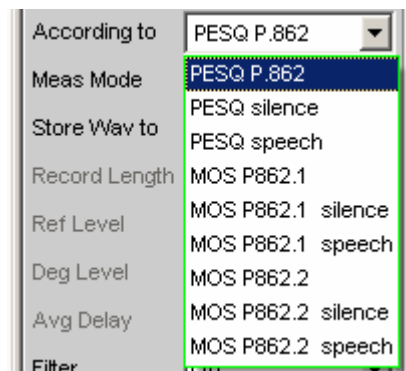 According to PESQ P.862
Meas Mode PESQ P.862
PESQ silence
Store Wav to
PESQ speech
Record Length MOS P862.1
MOS P862.1 silence
Ref Level
MOS P862.1 speech
Deg Level MOS P862.2
MOS P862.2 silence
Avg Delay
MOS P862.2 speech
Filter